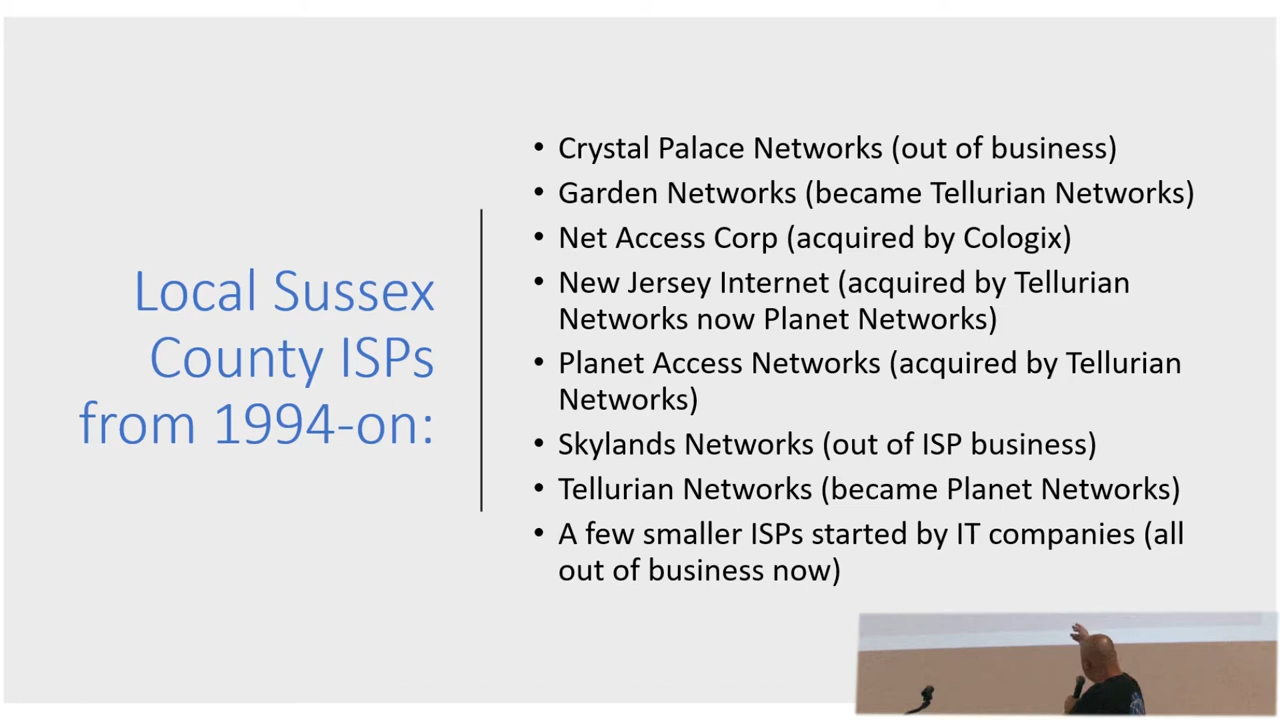 Local Sussex
County ISPs
from 1994-on:
• Crystal Palace Networks (out of business)
• Garden Networks (became Tellurian Networks)
• Net Access Corp (acquired by Cologix)
• New Jersey Internet (acquired by Tellurian
Networks now Planet Networks)
• Planet Access Networks (acquired by Tellurian
Networks)
• Skylands Networks (out of ISP business)
• Tellurian Networks (became Planet Networks)
• A few smaller ISPs started by IT companies (all
out of business now)